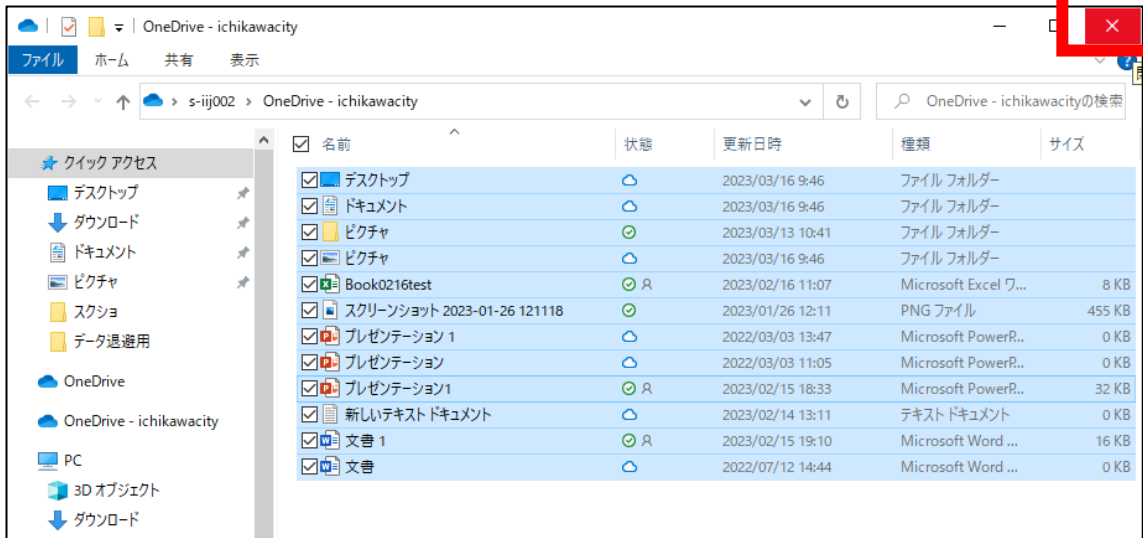 OneDrive - ichikawacity
ファイル ホーム 共有 表示
s-iij002 › OneDrive - ichikawacity OneDrive - ichikawacityの検索
名前 状態 更新日時 種類 サイズ
クイック アクセス
デスクトップ
ダウンロード
ドキュメント
ピクチャ
スクショ
データ退避用
OneDrive
OneDrive - ichikawacity
PC
3D オブジェクト
ダウンロード
デスクトップ 2023/03/16 9:46 ファイル フォルダー
ドキュメント 2023/03/16 9:46 ファイル フォルダー
ピクチャ 2023/03/13 10:41 ファイル フォルダー
ピクチャ 2023/03/16 9:46 ファイル フォルダー
Book0216test 2023/02/16 11:07 Microsoft Excel ワ... 8 KB
スクリーンショット 2023-01-26 121118 2023/01/26 12:11 PNG ファイル 455 KB
プレゼンテーション 1 2022/03/03 13:47 Microsoft PowerP... 0 KB
プレゼンテーション 2022/03/03 11:05 Microsoft PowerP... 0 KB
プレゼンテーション1 2023/02/15 18:33 Microsoft PowerP... 32 KB
新しいテキスト ドキュメント 2023/02/14 13:11 テキスト ドキュメント 0 KB
文書 1 2023/02/15 19:10 Microsoft Word ... 16 KB
文書 2022/07/12 14:44 Microsoft Word ... 0 KB